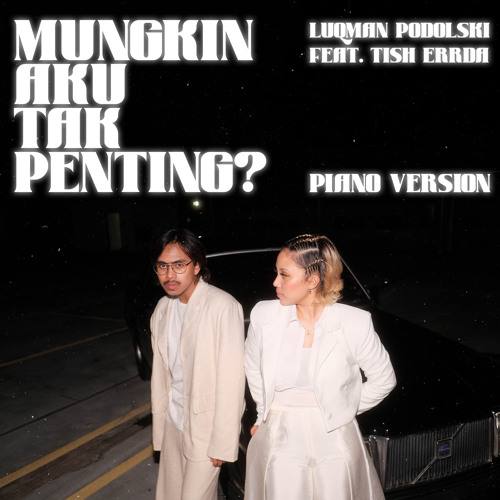 MUNGKIN
AKU
TAK
PENTING?
LUQMAN PODOLSKI
FEAT. TISH ERRDA
PIANO VERSION